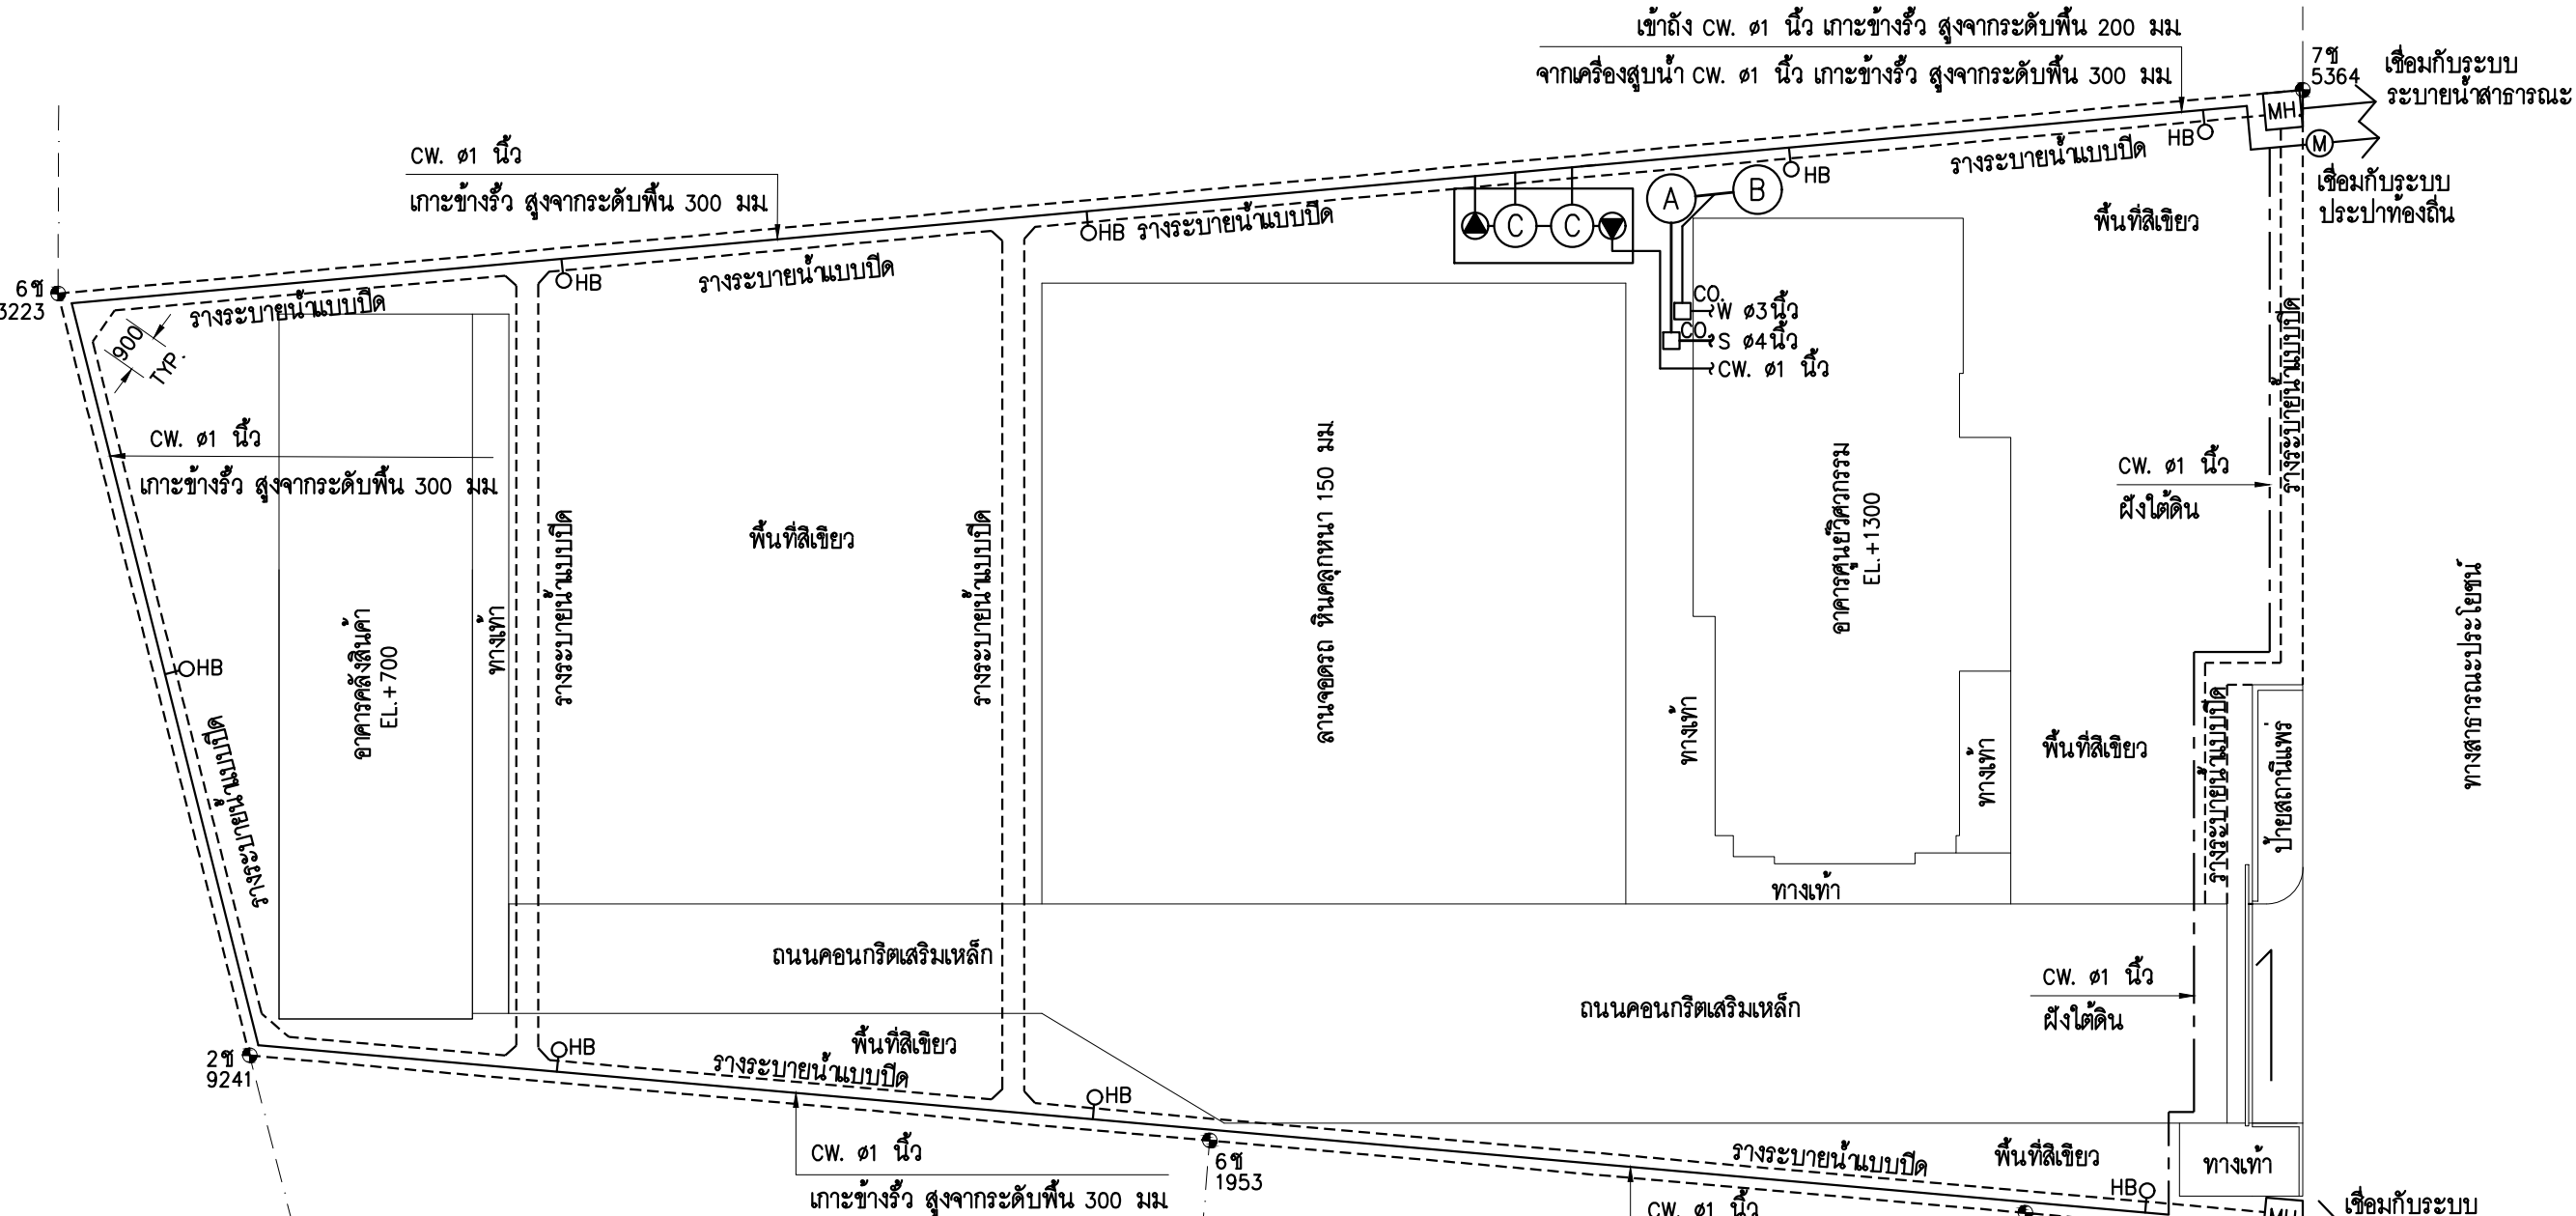 เข้าถัง CW. ø1 นิ้ว เกาะข้างรั้ว สูงจากระดับพื้น 200 มม.
จากเครื่องสูบน้ำ CW. ø1 นิ้ว เกาะข้างรั้ว สูงจากระดับพื้น 300 มม.
7ช
5364
เชื่อมกับระบบ
ระบายน้ำสาธารณะ
MH.
M
HB
รางระบายน้ำแบบปิด
เชื่อมกับระบบ
ประปาท้องถิ่น
CW. ø1 นิ้ว
เกาะข้างรั้ว สูงจากระดับพื้น 300 มม.
HB
A
B
พื้นที่สีเขียว
HB
รางระบายน้ำแบบปิด
C
C
รางระบายน้ำแบบปิด
HB
6ช
3223
รางระบายน้ำแบบปิด
900
TYP.
CO.
W ø3นิ้ว
CO.
S ø4นิ้ว
CW. ø1 นิ้ว
รางระบายน้ำแบบปิด
CW. ø1 นิ้ว
เกาะข้างรั้ว สูงจากระดับพื้น 300 มม.
CW. ø1 นิ้ว
ฝังใต้ดิน
พื้นที่สีเขียว
รางระบายน้ำแบบปิด
รางระบายน้ำแบบปิด
ลานจอดรถ หินคลุกหนา 150 มม.
อาคารศูนย์วิศวกรรม
EL.+1300
ทางสาธารณะประโยชน์
HB
อาคารคลังสินค้า
EL.+700
ทางเท้า
รางระบายน้ำแบบปิด
ทางเท้า
ทางเท้า
พื้นที่สีเขียว
รางระบายน้ำแบบปิด
ป้ายสถานีแพร่
ทางเท้า
ถนนคอนกรีตเสริมเหล็ก
ถนนคอนกรีตเสริมเหล็ก
CW. ø1 นิ้ว
ฝังใต้ดิน
2ช
9241
HB
พื้นที่สีเขียว
รางระบายน้ำแบบปิด
HB
CW. ø1 นิ้ว
เกาะข้างรั้ว สูงจากระดับพื้น 300 มม.
6ช
1953
รางระบายน้ำแบบปิด
พื้นที่สีเขียว
ทางเท้า
HB
CW. ø1 นิ้ว
MH.
เชื่อมกับระบบ